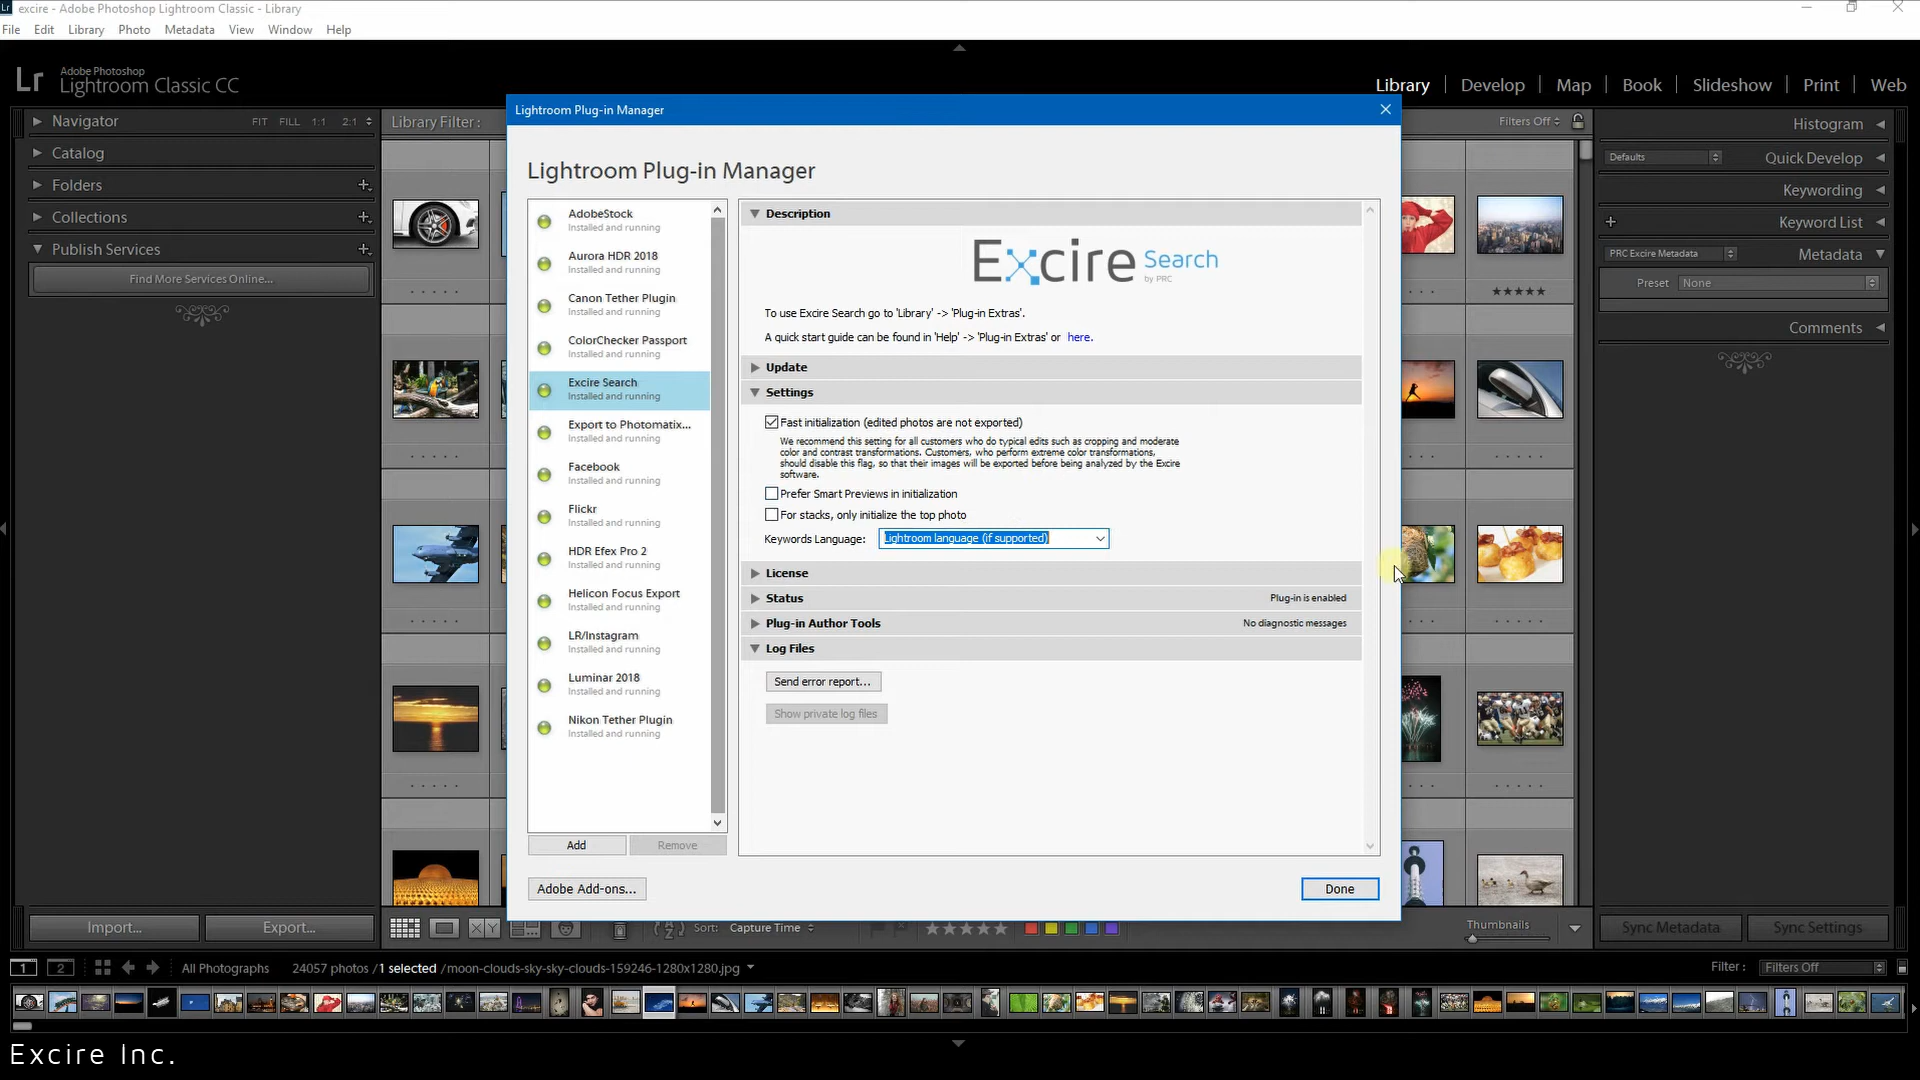 excire - Adobe Photoshop Lightroom Classic - Library
File Edit Library Photo Metadata View Window Help
Lr Adobe Photoshop
Lightroom Classic CC
Library Develop Map Book Slideshow Print Web
Navigator FIT FILL 1:1 2:1
Catalog
Folders
Collections
Publish Services
Find More Services Online...
Library Filter :
Filters Off
Lightroom Plug-in Manager
Lightroom Plug-in Manager
AdobeStock
Installed and running
Aurora HDR 2018
Installed and running
Canon Tether Plugin
Installed and running
ColorChecker Passport
Installed and running
Excire Search
Installed and running
Export to Photomatix...
Installed and running
Facebook
Installed and running
Flickr
Installed and running
HDR Efex Pro 2
Installed and running
Helicon Focus Export
Installed and running
LR/Instagram
Installed and running
Luminar 2018
Installed and running
Nikon Tether Plugin
Installed and running
Add Remove
Adobe Add-ons...
Description
Excire Search
by PRC
To use Excire Search go to 'Library' -> 'Plug-in Extras'.
A quick start guide can be found in 'Help' -> 'Plug-in Extras' or here.
Update
Settings
Fast initialization (edited photos are not exported)
We recommend this setting for all customers who do typical edits such as cropping and moderate
color and contrast transformations. Customers, who perform extreme color transformations,
should disable this flag, so that their images will be exported before being analyzed by the Excire
software.
Prefer Smart Previews in initialization
For stacks, only initialize the top photo
Keywords Language: Lightroom language (if supported)
License
Status Plug-in is enabled
Plug-in Author Tools No diagnostic messages
Log Files
Send error report...
Show private log files
Done
Histogram
Defaults Quick Develop
Keywording
Keyword List
PRC Excire Metadata Metadata
Preset None
Comments
Import... Export...
XY Sort: Capture Time
Thumbnails
Sync Metadata Sync Settings
1 2 All Photographs 24057 photos / 1 selected / moon-clouds-sky-sky-clouds-159246-1280x1280.jpg
Filter : Filters Off
Excire Inc.